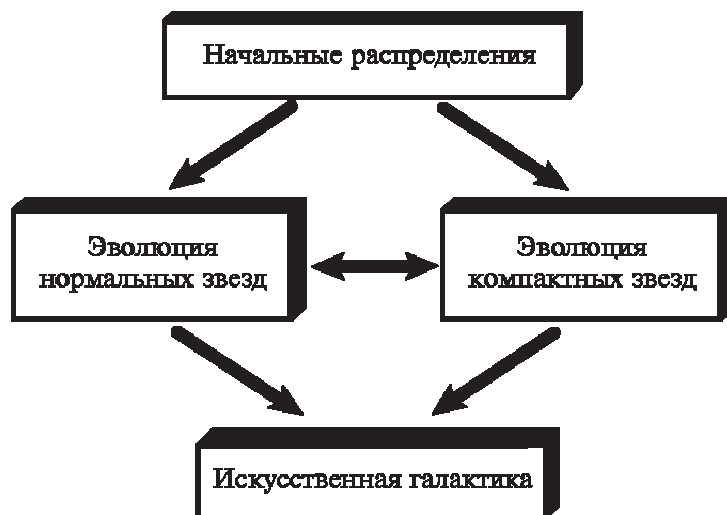 Начальные распределения
Эволюция
нормальных звезд
Эволюция
компактных звезд
Искусственная галактика